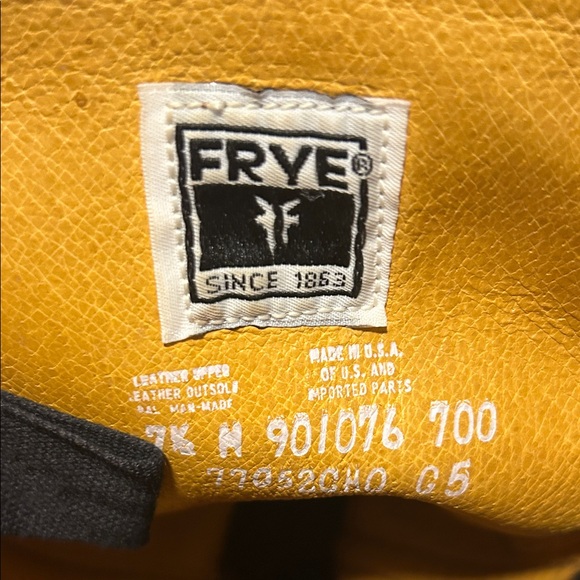 FRYE®
SINCE 1863
LEATHER UPPER
LEATHER OUTSOLE
BAL. MAN-MADE
MADE IN U.S.A.
OF U.S. AND
IMPORTED PARTS
7½ M 901076 700
77052CHO 05